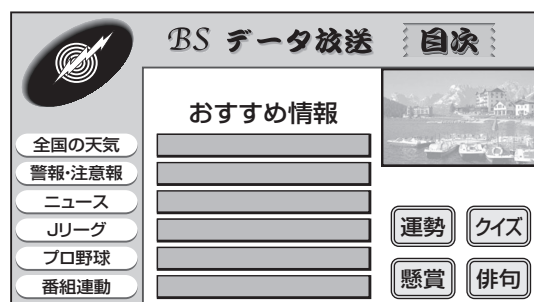 BS データ放送 目次
おすすめ情報
全国の天気
警報・注意報
ニュース
Jリーグ
プロ野球
番組連動
運勢 クイズ
懸賞 俳句